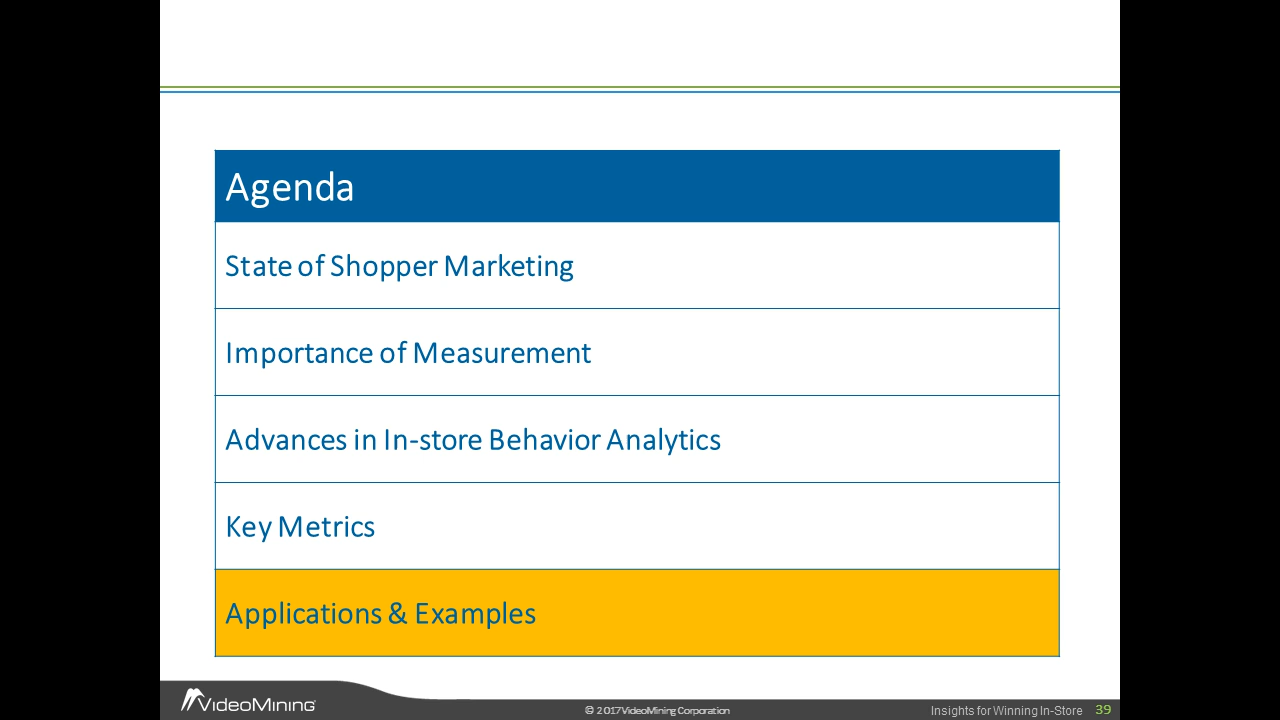 Agenda
State of Shopper Marketing
Importance of Measurement
Advances in In-store Behavior Analytics
Key Metrics
Applications & Examples
VideoMining
© 2017 VideoMining Corporation
Insights for Winning In-Store 39